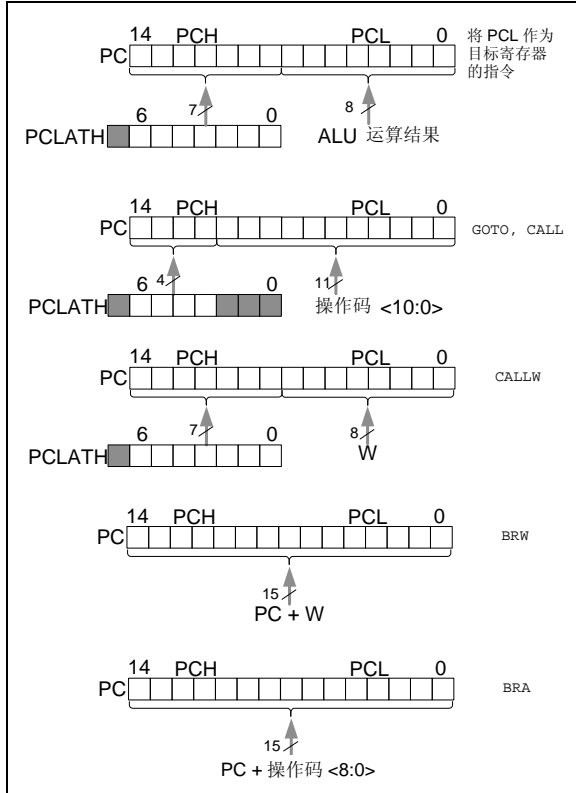 14 PCH PCL 0
PC
将 PCL 作为
目标寄存器
的指令
6 7 0 8
PCLATH
ALU 运算结果
14 PCH PCL 0
PC
GOTO, CALL
6 4 0 11
PCLATH
操作码 <10:0>
14 PCH PCL 0
PC
CALLW
6 7 0 8
PCLATH
W
14 PCH PCL 0
PC
BRW
15
PC + W
14 PCH PCL 0
PC
BRA
15
PC + 操作码 <8:0>